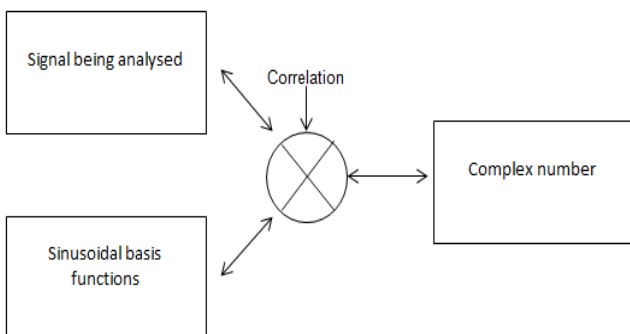 Signal being analysed
Correlation
Complex number
Sinusoidal basis
functions